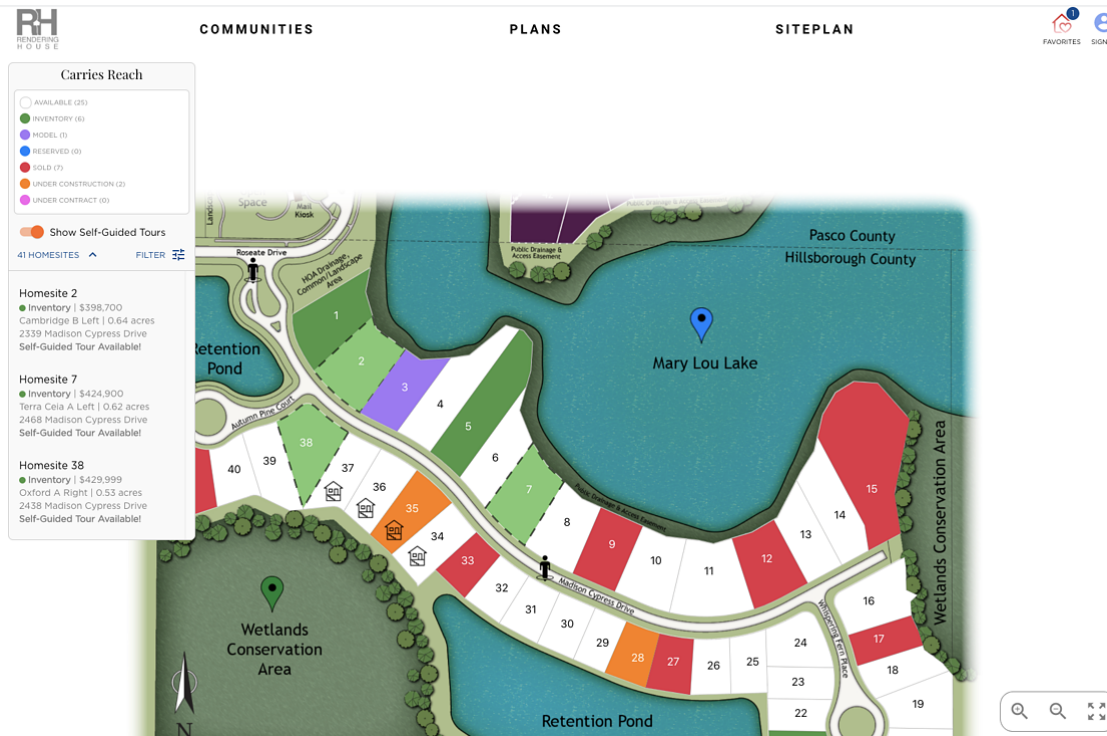 RH
RENDERING
HOUSE
COMMUNITIES
PLANS
SITEPLAN
1
FAVORITES
SIGN
Carries Reach
AVAILABLE (25)
INVENTORY (6)
MODEL (1)
RESERVED (0)
SOLD (7)
UNDER CONSTRUCTION (2)
UNDER CONTRACT (0)
Show Self-Guided Tours
41 HOMESITES
FILTER
Homesite 2
Inventory | $398,700
Cambridge B Left | 0.64 acres
2339 Madison Cypress Drive
Self-Guided Tour Available!
Homesite 7
Inventory | $424,900
Terra Ceia A Left | 0.62 acres
2468 Madison Cypress Drive
Self-Guided Tour Available!
Homesite 38
Inventory | $429,999
Oxford A Right | 0.53 acres
2438 Madison Cypress Drive
Self-Guided Tour Available!
Space
Mail
Kiosk
Roseate Drive
HOA Drainage,
Common/Landscape
Area
Public Drainage &
Access Easement
Public Drainage & Access Easement
Pasco County
Hillsborough County
Mary Lou Lake
Retention
Pond
Autumn Pine Court
1
2
3
4
5
6
7
8
9
10
11
12
13
14
15
16
17
18
19
22
23
24
25
26
27
28
29
30
31
32
33
34
35
36
37
38
39
40
Public Drainage & Access Easement
Madison Cypress Drive
Whispering Fern Place
Wetlands Conservation Area
Wetlands
Conservation
Area
Retention Pond
N